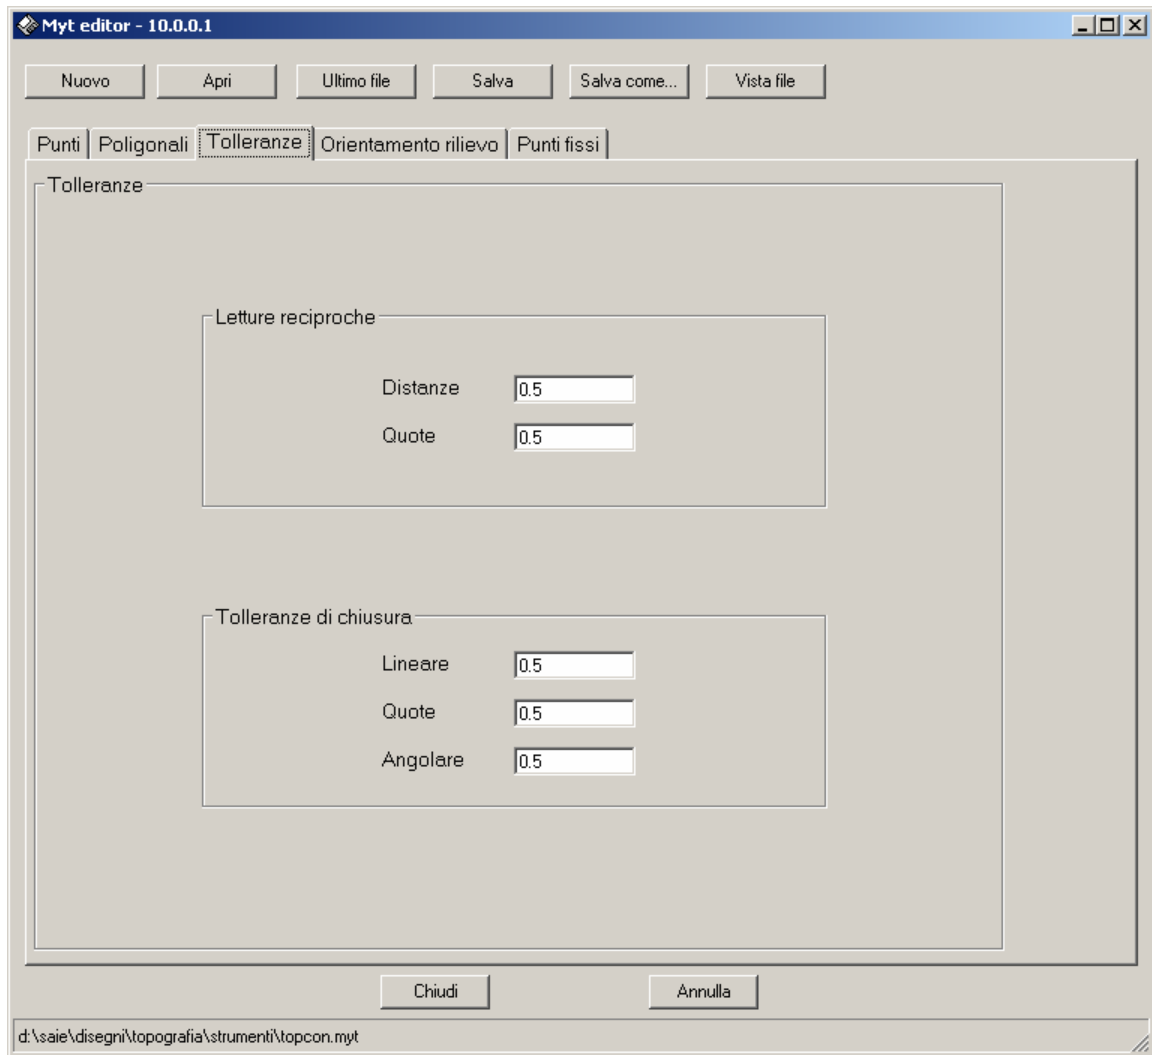 Myt editor - 10.0.0.1
Nuovo Apri Ultimo file Salva Salva come... Vista file
Punti Poligonali Tolleranze Orientamento rilievo Punti fissi
Tolleranze
Letture reciproche
Distanze 0.5
Quote 0.5
Tolleranze di chiusura
Lineare 0.5
Quote 0.5
Angolare 0.5
Chiudi Annulla
d:\saie\disegni\topografia\strumenti\topcon.myt